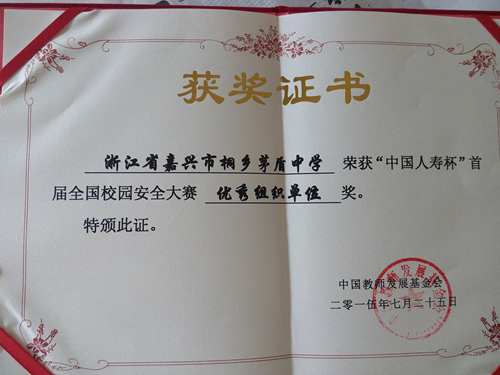 获奖证书
浙江省嘉兴市桐乡茅盾中学 荣获“中国人寿杯”首
届全国校园安全大赛 优秀组织单位 奖。
特颁此证。
中国教师发展基金会
二零一五年七月二十五日